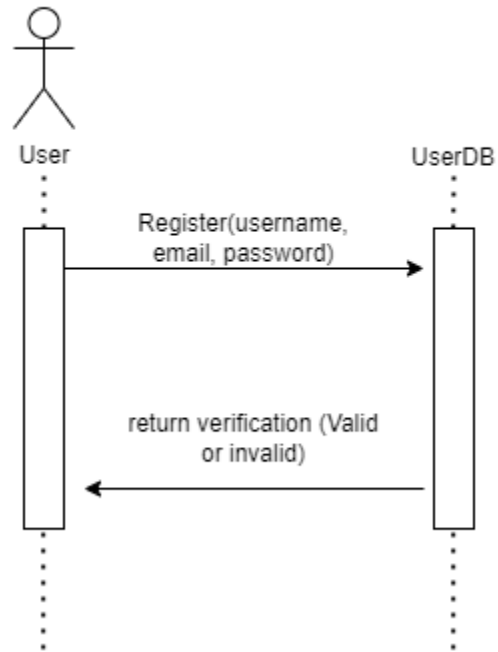 User
UserDB
Register(username,
email, password)
return verification (Valid
or invalid)